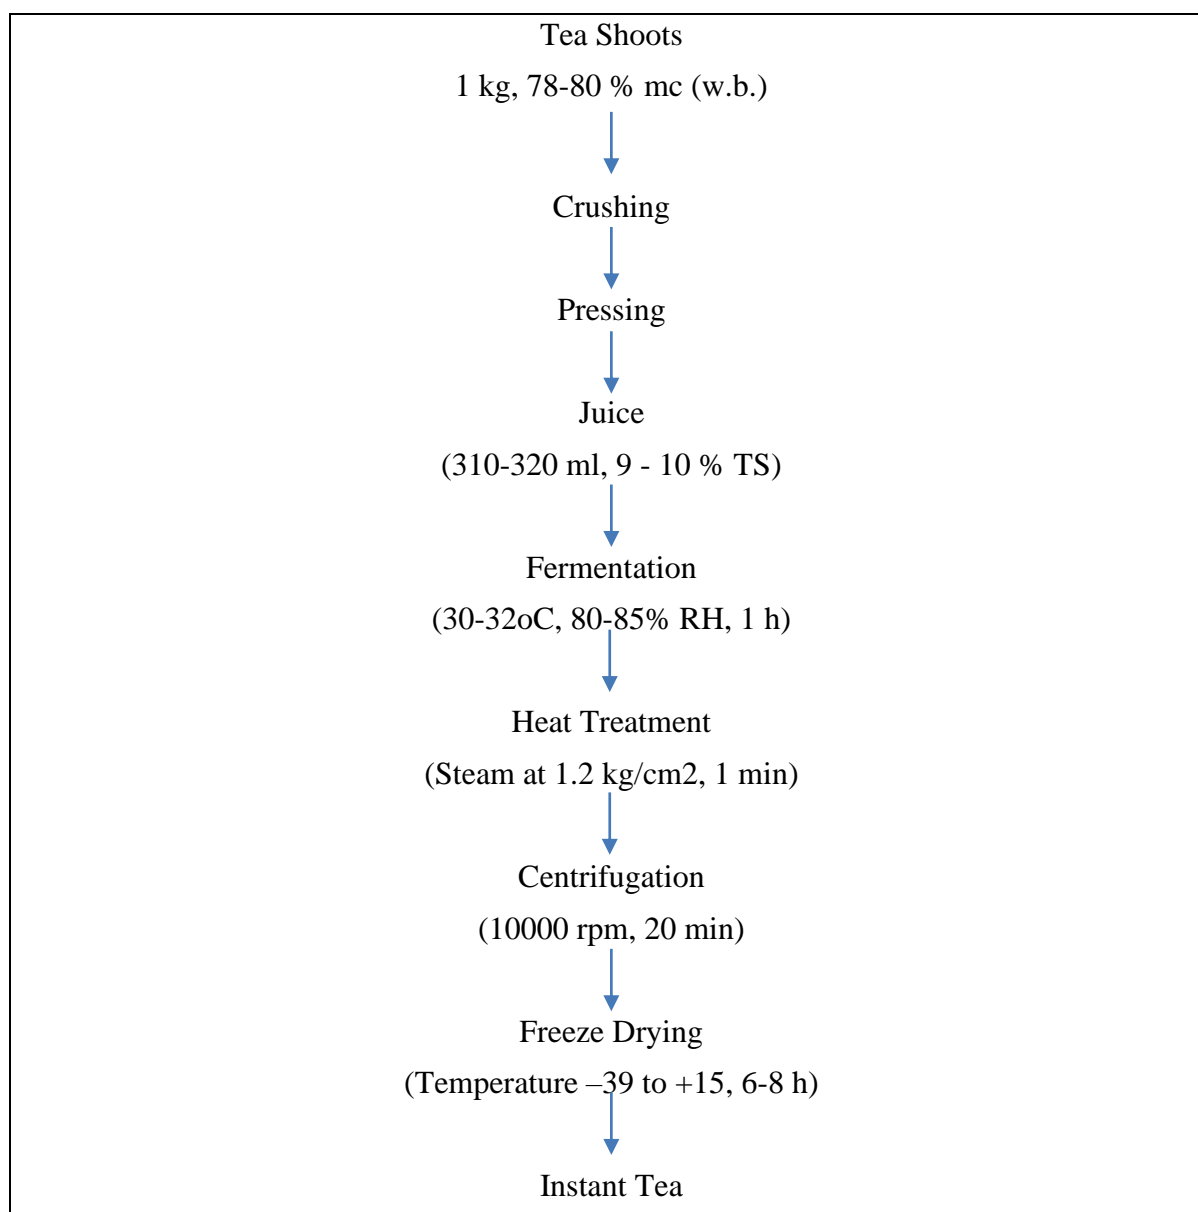 Tea Shoots
1 kg, 78-80 % mc (w.b.)
Crushing
Pressing
Juice
(310-320 ml, 9 - 10 % TS)
Fermentation
(30-32oC, 80-85% RH, 1 h)
Heat Treatment
(Steam at 1.2 kg/cm2, 1 min)
Centrifugation
(10000 rpm, 20 min)
Freeze Drying
(Temperature –39 to +15, 6-8 h)
Instant Tea